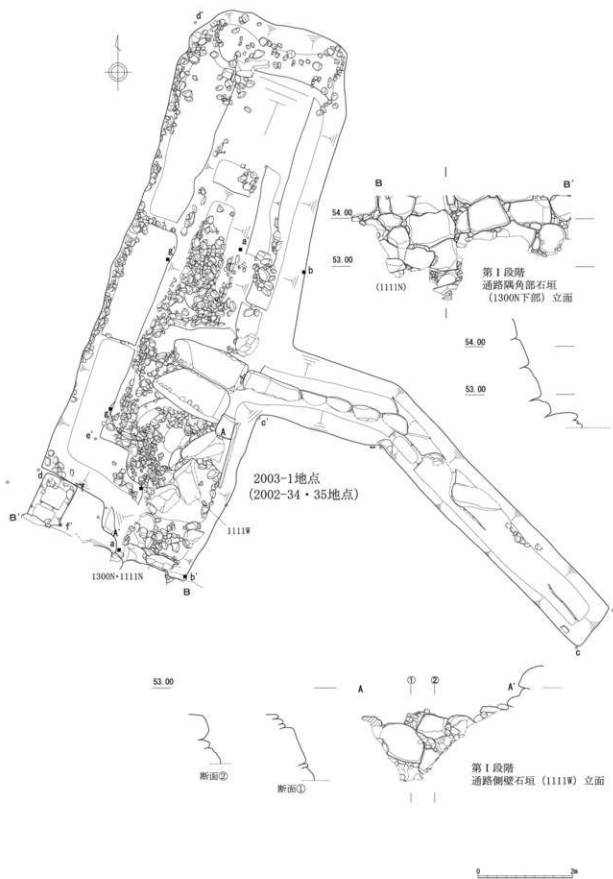 d'
B
B'
54.00
a
53.00
g'
b
(1111N)
第Ⅰ段階
通路隅角部石垣
(1300N下部) 立面
54.00
53.00
g
e'
A
c'
2003-1地点
(2002-34・35地点)
d
B'
f'
A'
a
1111W
b'
1300N・1111N
B
c
53.00
A
①
②
A'
断面②
断面①
第Ⅰ段階
通路側壁石垣 (1111W) 立面
0
2m